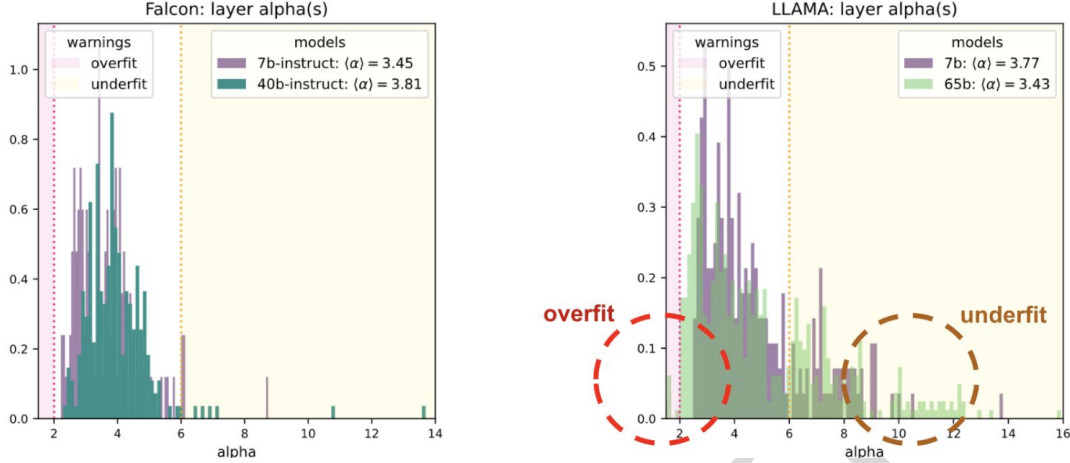 Falcon: layer alpha(s)
warnings
overfit
underfit
models
7b-instruct: ⟨α⟩ = 3.45
40b-instruct: ⟨α⟩ = 3.81
1.0
0.8
0.6
0.4
0.2
0.0
2 4 6 8 10 12 14
alpha
LLAMA: layer alpha(s)
warnings
overfit
underfit
models
7b: ⟨α⟩ = 3.77
65b: ⟨α⟩ = 3.43
0.5
0.4
0.3
0.2
0.1
0.0
overfit
underfit
2 4 6 8 10 12 14 16
alpha